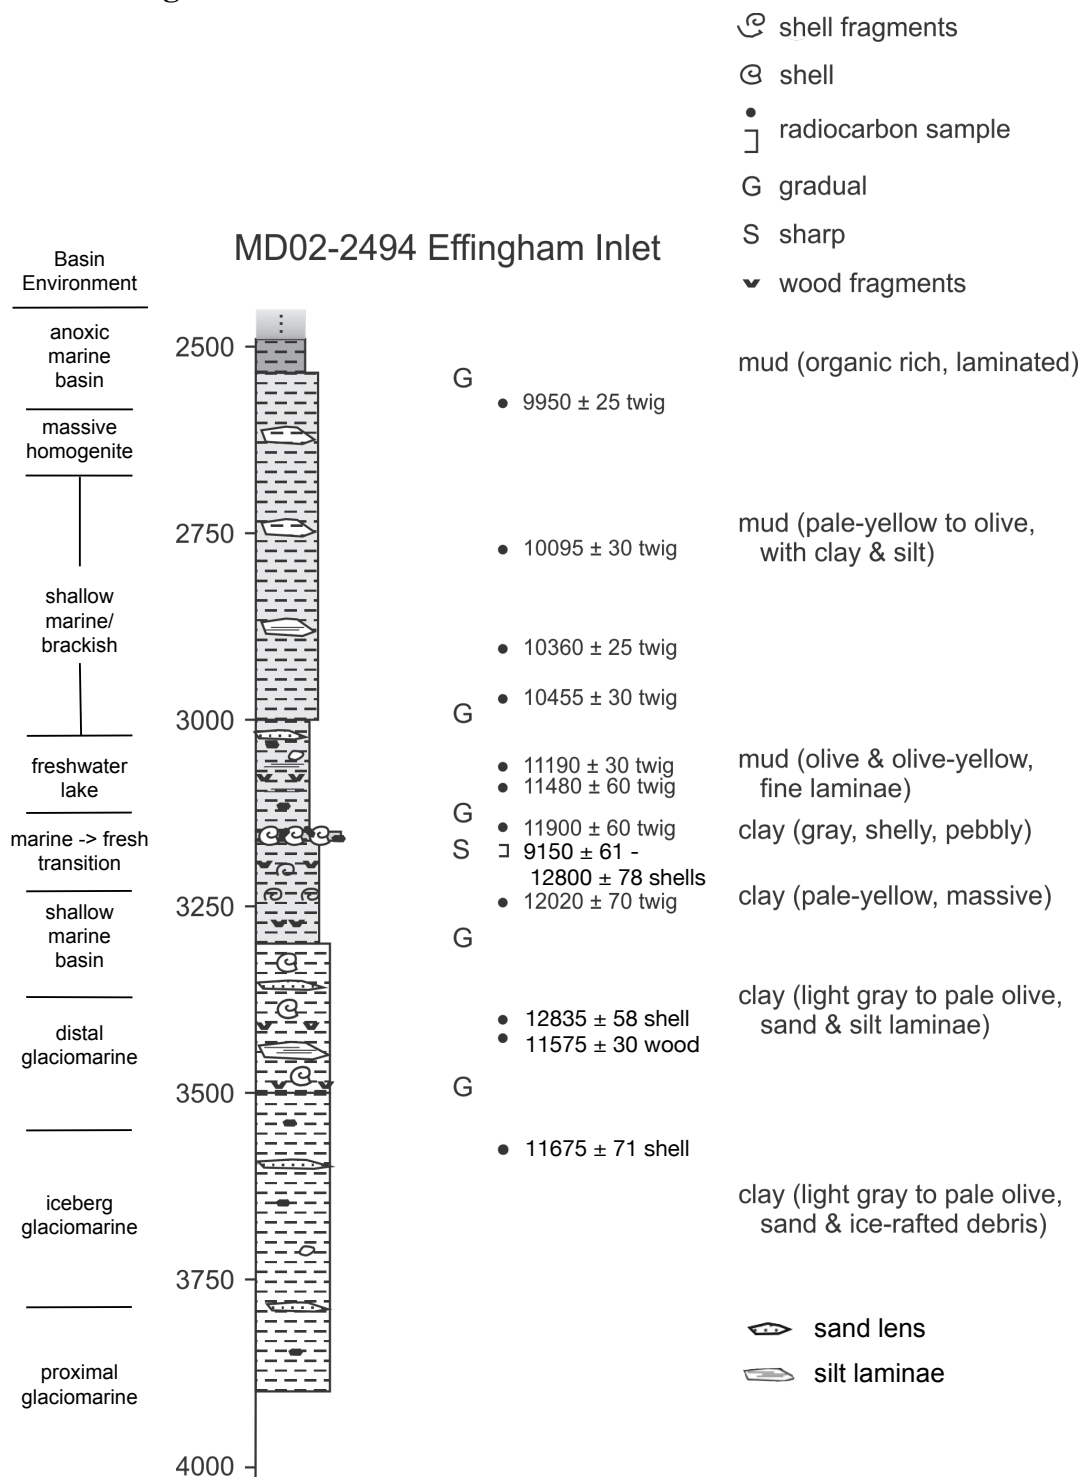 shell fragments
shell
radiocarbon sample
G gradual
S sharp
wood fragments
MD02-2494 Effingham Inlet
Basin
Environment
anoxic
marine
basin
massive
homogenite
shallow
marine/
brackish
freshwater
lake
marine -> fresh
transition
shallow
marine
basin
distal
glaciomarine
iceberg
glaciomarine
proximal
glaciomarine
2500
2750
3000
3250
3500
3750
4000
G
G
G
S
G
G
9950 ± 25 twig
10095 ± 30 twig
10360 ± 25 twig
10455 ± 30 twig
11190 ± 30 twig
11480 ± 60 twig
11900 ± 60 twig
9150 ± 61 -
12800 ± 78 shells
12020 ± 70 twig
12835 ± 58 shell
11575 ± 30 wood
11675 ± 71 shell
mud (organic rich, laminated)
mud (pale-yellow to olive,
with clay & silt)
mud (olive & olive-yellow,
fine laminae)
clay (gray, shelly, pebbly)
clay (pale-yellow, massive)
clay (light gray to pale olive,
sand & silt laminae)
clay (light gray to pale olive,
sand & ice-rafted debris)
sand lens
silt laminae